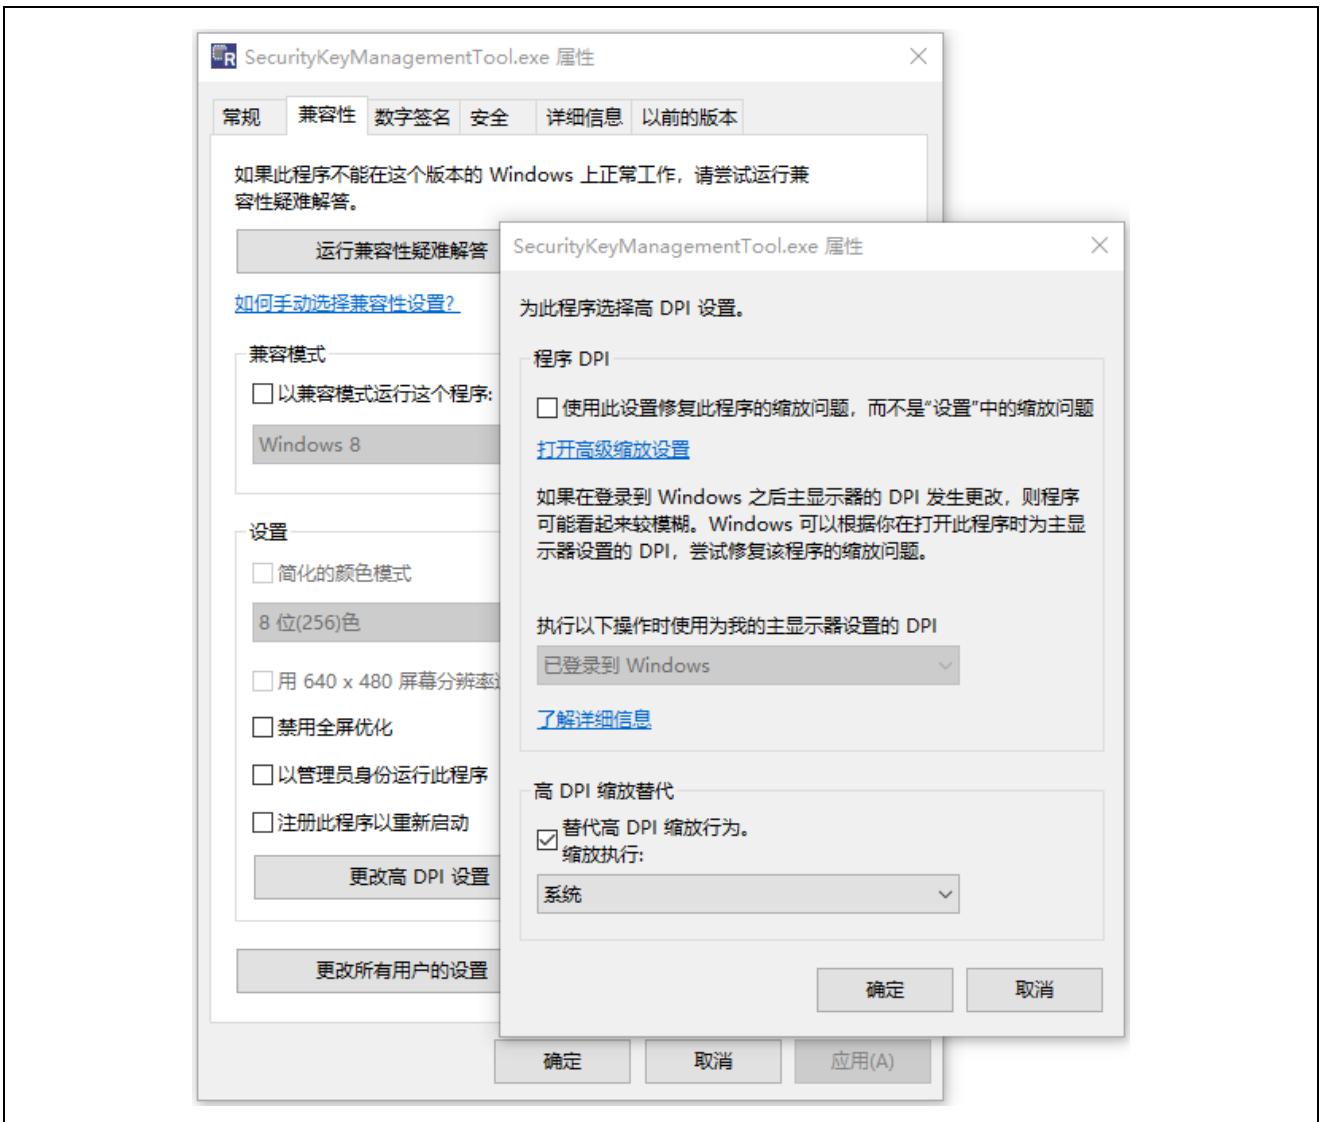 SecurityKeyManagementTool.exe 属性
常规
兼容性
数字签名
安全
详细信息
以前的版本
如果此程序不能在这个版本的 Windows 上正常工作，请尝试运行兼
容性疑难解答。
运行兼容性疑难解答
如何手动选择兼容性设置?
兼容模式
以兼容模式运行这个程序:
Windows 8
设置
简化的颜色模式
8 位(256)色
用 640 x 480 屏幕分辨率
禁用全屏优化
以管理员身份运行此程序
注册此程序以重新启动
更改高 DPI 设置
更改所有用户的设置
确定
取消
应用(A)
SecurityKeyManagementTool.exe 属性
为此程序选择高 DPI 设置。
程序 DPI
使用此设置修复此程序的缩放问题，而不是“设置”中的缩放问题
打开高级缩放设置
如果在登录到 Windows 之后主显示器的 DPI 发生更改，则程序
可能看起来较模糊。Windows 可以根据你在打开此程序时为主显
示器设置的 DPI，尝试修复该程序的缩放问题。
执行以下操作时使用为我的主显示器设置的 DPI
已登录到 Windows
了解详细信息
高 DPI 缩放替代
替代高 DPI 缩放行为。
缩放执行:
系统
确定
取消